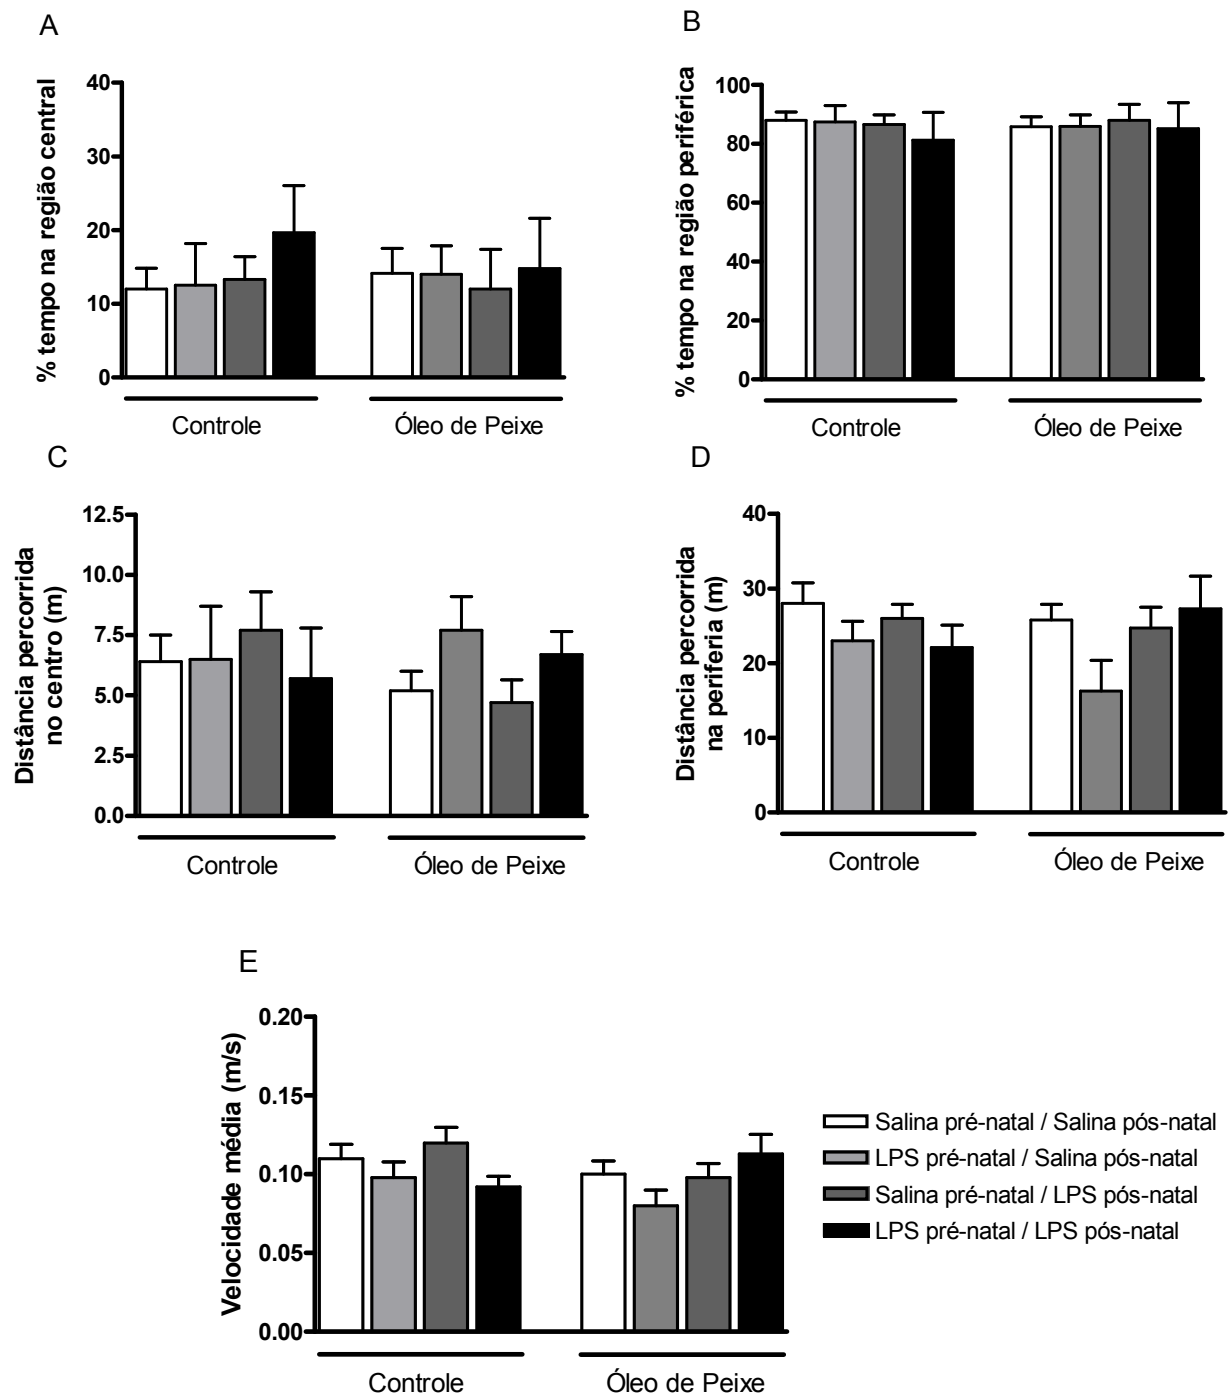 A
% tempo na região central
40
30
20
10
0
Controle
Óleo de Peixe
B
% tempo na região periférica
100
80
60
40
20
0
Controle
Óleo de Peixe
C
Distância percorrida
no centro (m)
12.5
10.0
7.5
5.0
2.5
0.0
Controle
Óleo de Peixe
D
Distância percorrida
na periferia (m)
40
30
20
10
0
Controle
Óleo de Peixe
E
Velocidade média (m/s)
0.20
0.15
0.10
0.05
0.00
Controle
Óleo de Peixe
Salina pré-natal / Salina pós-natal
LPS pré-natal / Salina pós-natal
Salina pré-natal / LPS pós-natal
LPS pré-natal / LPS pós-natal